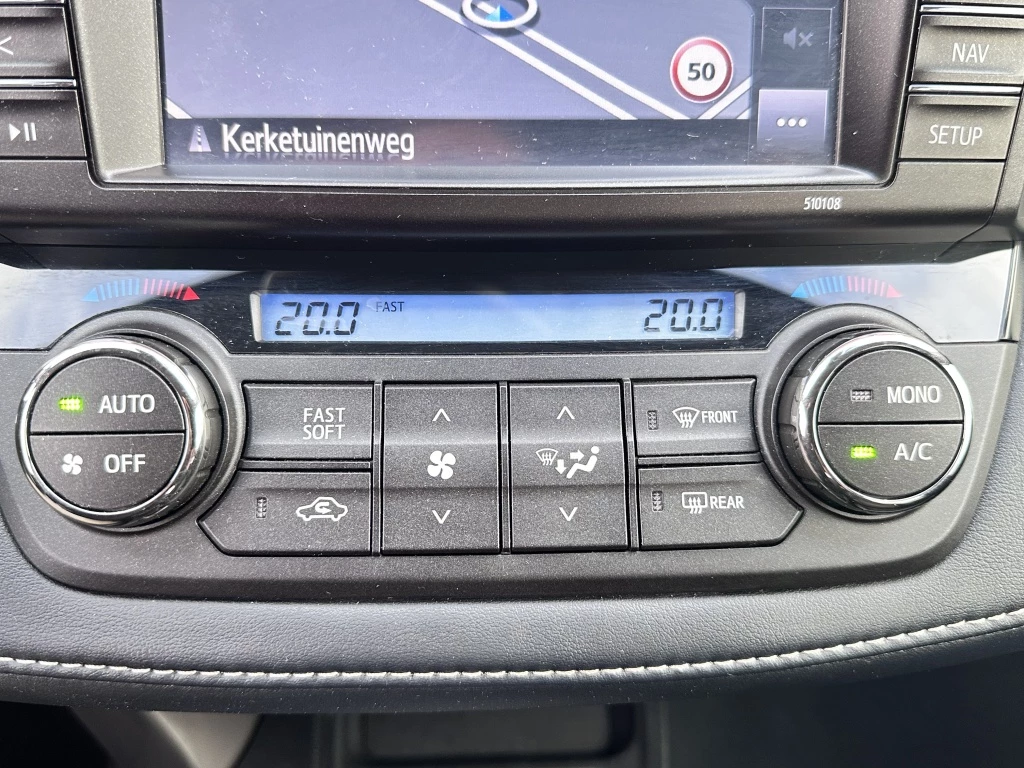 50
NAV
...
Kerketuinenweg
SETUP
510108
20.0 FAST 20.0
AUTO
OFF
FAST
SOFT
FRONT
REAR
MONO
A/C